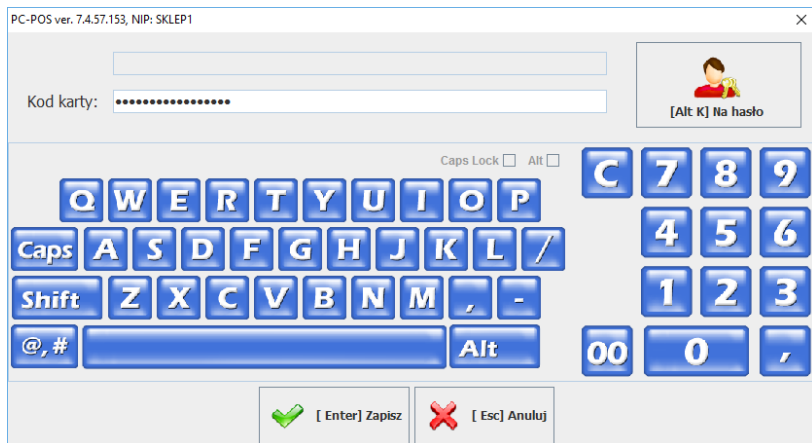 PC-POS ver. 7.4.57.153, NIP: SKLEP1
Kod karty: •••••••••••••••••
[Alt K] Na hasło
Caps Lock Alt
C 7 8 9
Q W E R T Y U I O P
4 5 6
Caps A S D F G H J K L /
1 2 3
Shift Z X C V B N M , -
@,# Alt
00 0 ,
[ Enter] Zapisz [ Esc] Anuluj